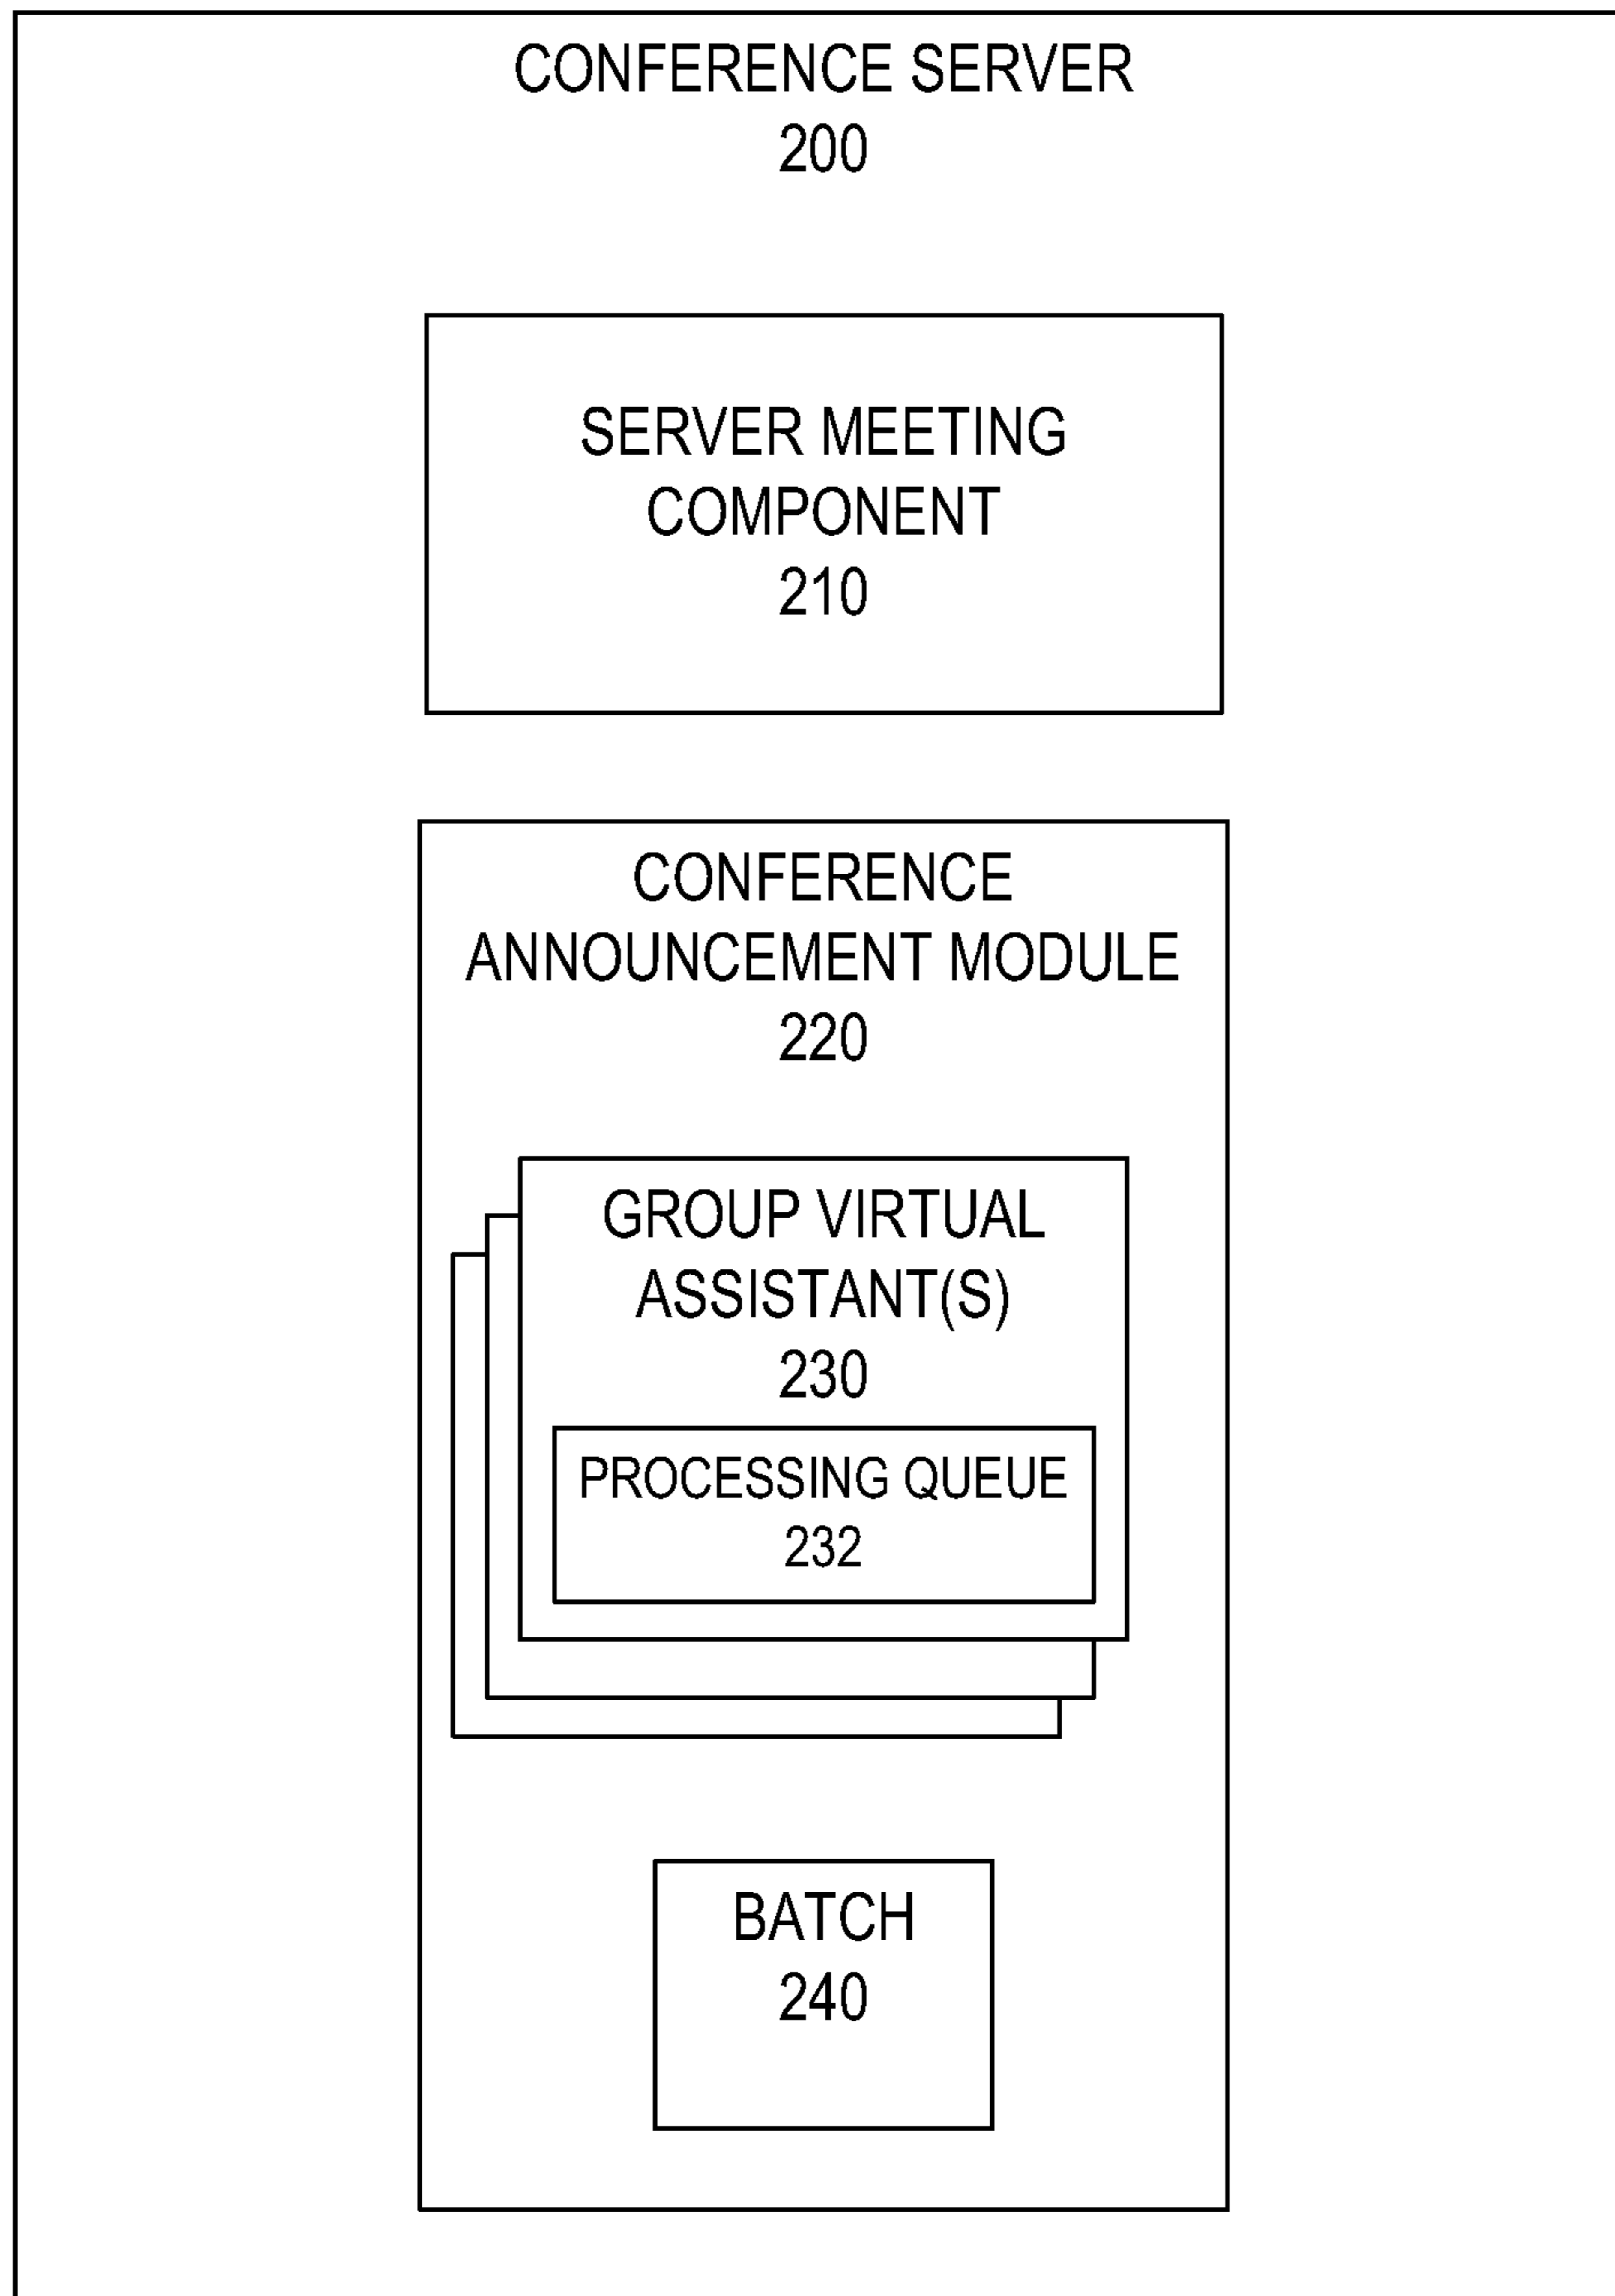 CONFERENCE SERVER
200
SERVER MEETING
COMPONENT
210
CONFERENCE
ANNOUNCEMENT MODULE
220
GROUP VIRTUAL
ASSISTANT(S)
230
PROCESSING QUEUE
232
BATCH
240